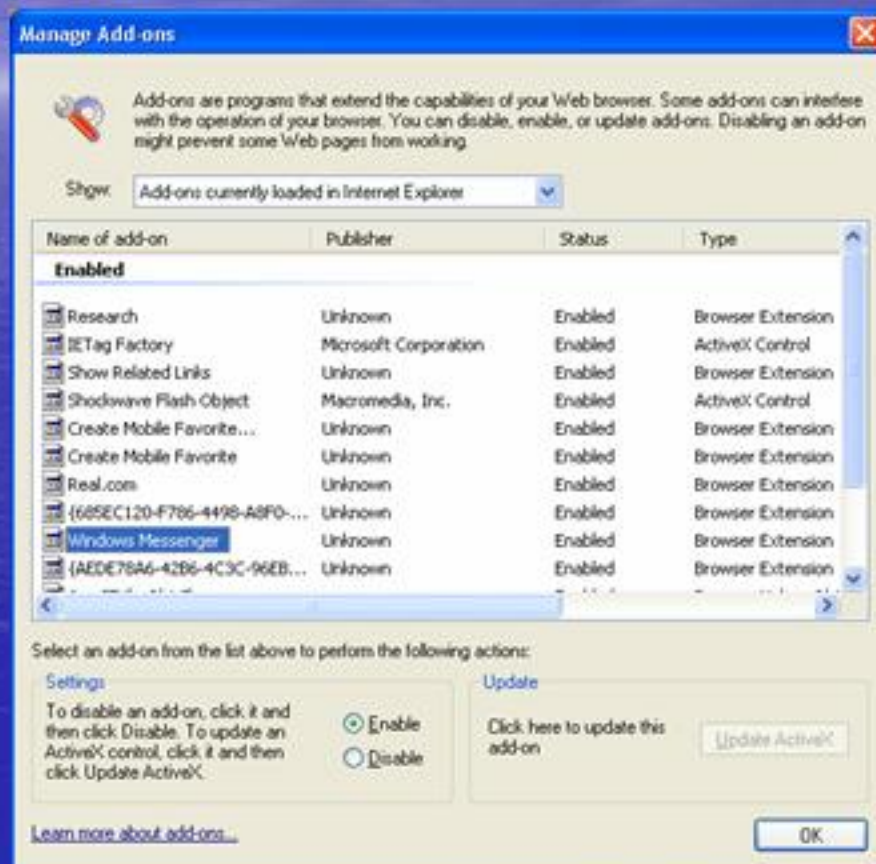 Manage Add-ons
Add-ons are programs that extend the capabilities of your Web browser. Some add-ons can interfere
with the operation of your browser. You can disable, enable, or update add-ons. Disabling an add-on
might prevent some Web pages from working.
Show: Add-ons currently loaded in Internet Explorer
Name of add-on Publisher Status Type
Enabled
Research Unknown Enabled Browser Extension
IETag Factory Microsoft Corporation Enabled ActiveX Control
Show Related Links Unknown Enabled Browser Extension
Shockwave Flash Object Macromedia, Inc. Enabled ActiveX Control
Create Mobile Favorite... Unknown Enabled Browser Extension
Create Mobile Favorite Unknown Enabled Browser Extension
Real.com Unknown Enabled Browser Extension
{685EC120-F786-4498-A8F0-... Unknown Enabled Browser Extension
Windows Messenger Unknown Enabled Browser Extension
{AEDE78A6-42B6-4C3C-96EB... Unknown Enabled Browser Extension
Select an add-on from the list above to perform the following actions:
Settings
To disable an add-on, click it and
then click Disable. To update an
ActiveX control, click it and then
click Update ActiveX.
Enable
Disable
Update
Click here to update this
add-on
Update ActiveX
Learn more about add-ons...
OK